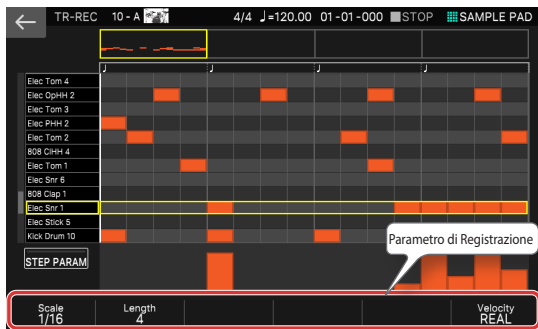 TR-REC 10 - A 4/4 ♩=120.00 01-01-000 STOP SAMPLE PAD
Elec Tom 4
Elec OpHH 2
Elec Tom 3
Elec PHH 2
Elec Tom 2
808 ClHH 4
Elec Tom 1
Elec Snr 6
808 Clap 1
Elec Snr 1
Elec Stick 5
Kick Drum 10
Parametro di Registrazione
STEP PARAM
Scale Length Velocity
1/16 4 REAL